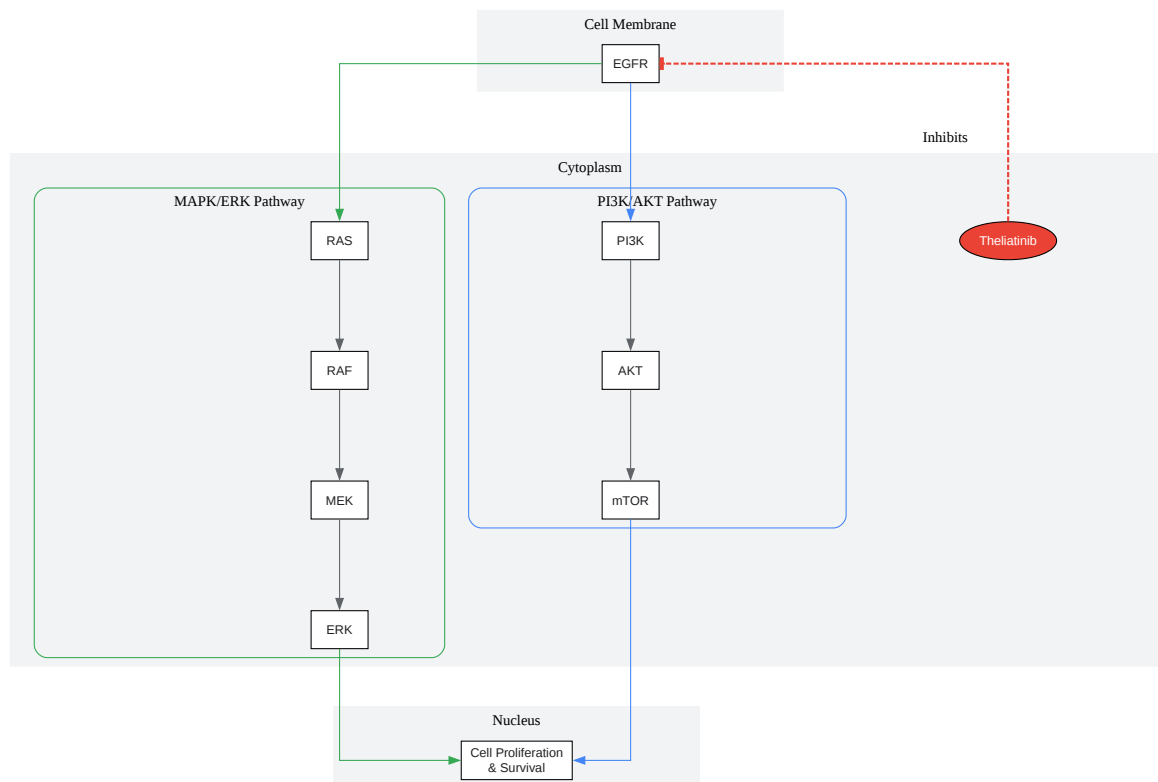 Cell Membrane
EGFR
Inhibits
Cytoplasm
MAPK/ERK Pathway
PI3K/AKT Pathway
RAS
PI3K
Theliatinib
RAF
AKT
MEK
mTOR
ERK
Nucleus
Cell Proliferation
& Survival